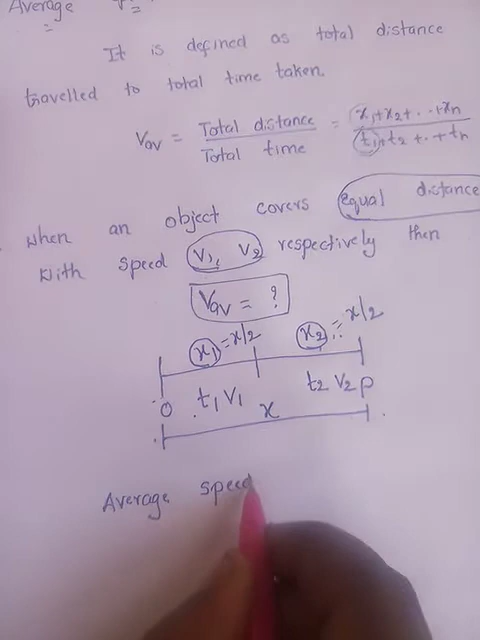 Average
It is defined as total distance
travelled to total time taken.
Vav = Total distance / Total time = x1+x2+...+xn / t1+t2+..+tn
When an object covers equal distance
with speed V1, V2 respectively then
Vav = ?
x1 = x/2 x2 = x/2
O t1 V1 t2 V2 P
x
Average speed